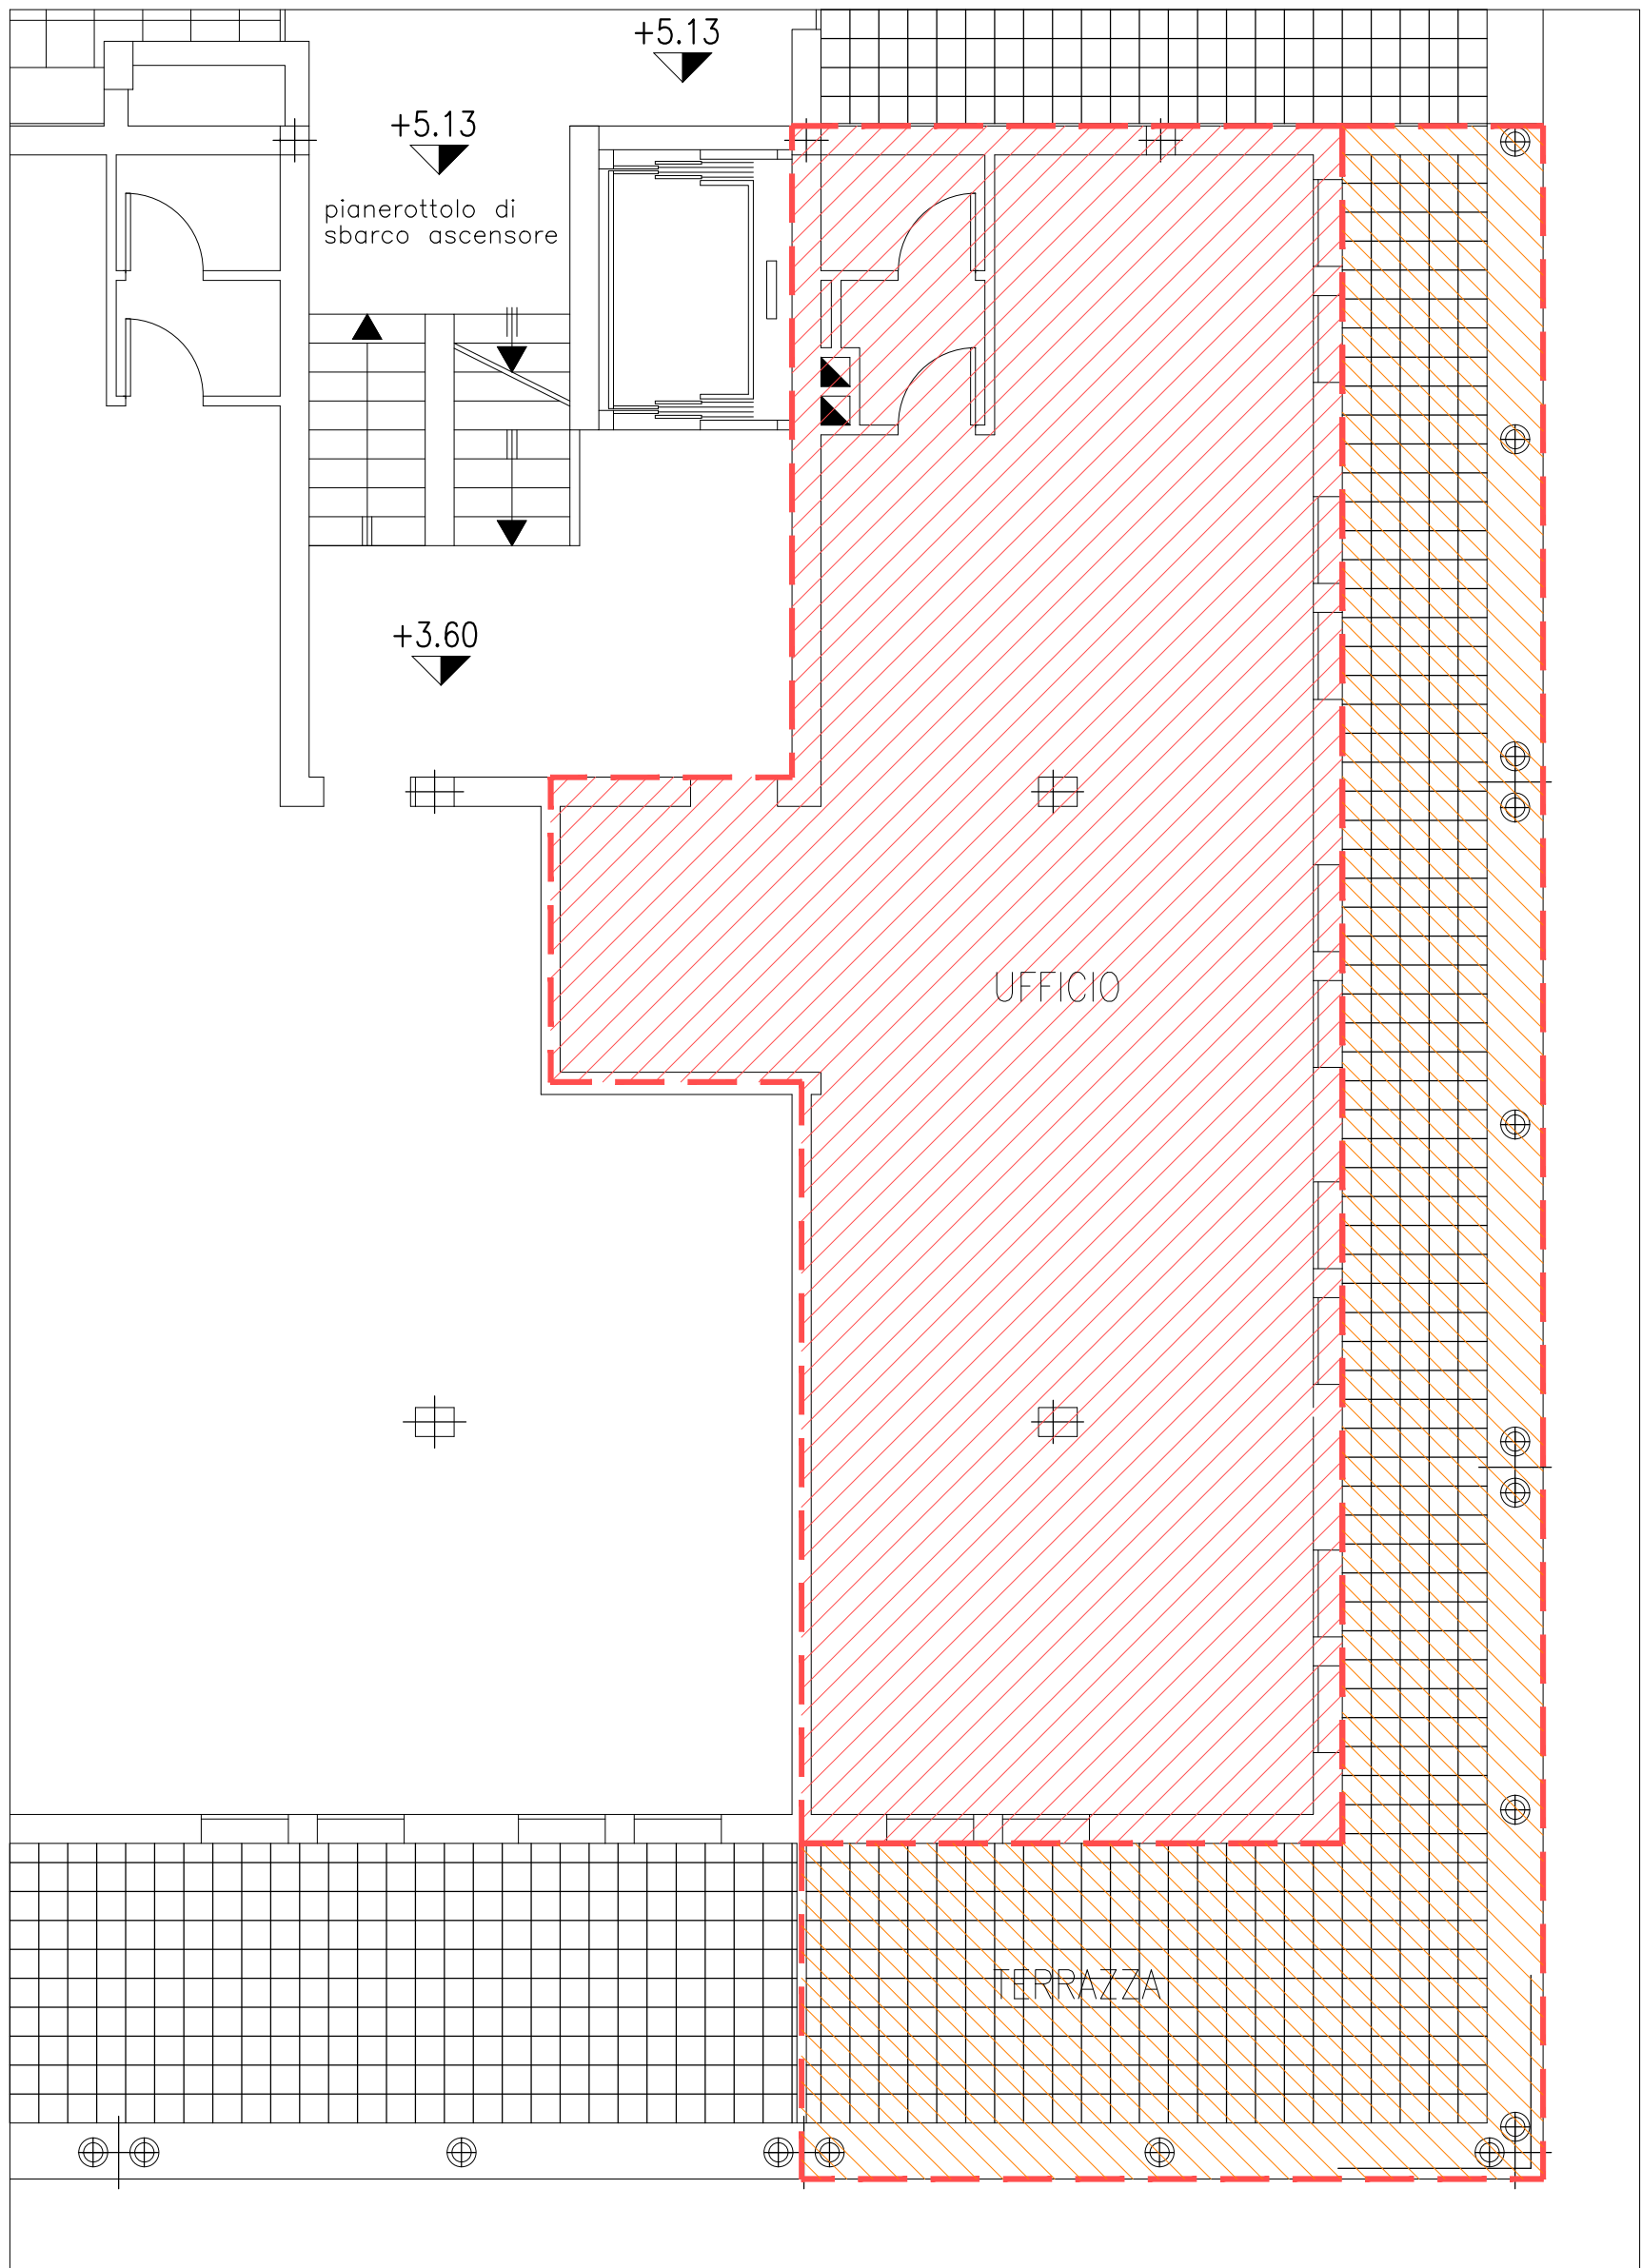 +5.13
+5.13
pianerottolo di
sbarco ascensore
+3.60
UFFICIO
TERRAZZA